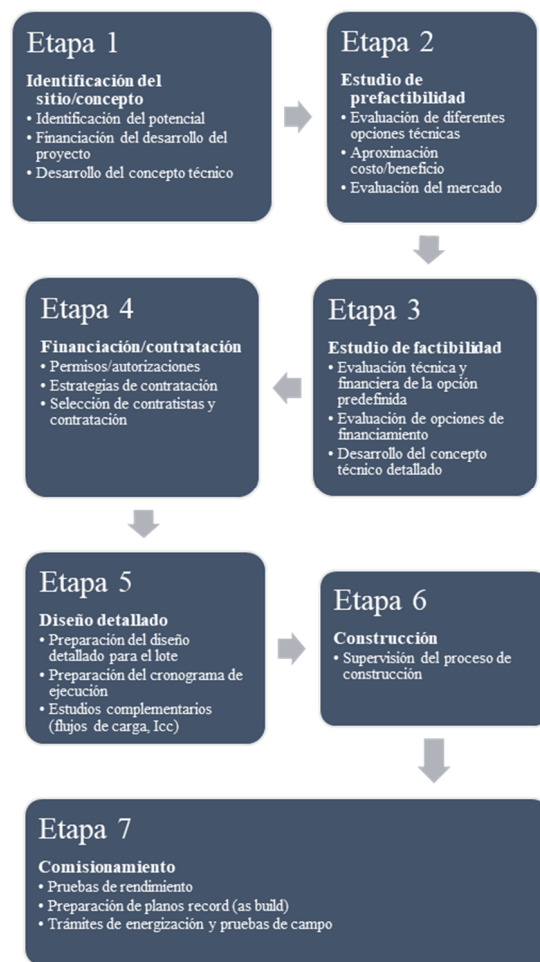 Etapa 1
Identificación del
sitio/concepto
• Identificación del potencial
• Financiación del desarrollo del
proyecto
• Desarrollo del concepto técnico
Etapa 2
Estudio de
prefactibilidad
• Evaluación de diferentes
opciones técnicas
• Aproximación
costo/beneficio
• Evaluación del mercado
Etapa 3
Estudio de factibilidad
• Evaluación técnica y
financiera de la opción
predefinida
• Evaluación de opciones de
financiamiento
• Desarrollo del concepto
técnico detallado
Etapa 4
Financiación/contratación
• Permisos/autorizaciones
• Estrategias de contratación
• Selección de contratistas y
contratación
Etapa 5
Diseño detallado
• Preparación del diseño
detallado para el lote
• Preparación del cronograma de
ejecución
• Estudios complementarios
(flujos de carga, Icc)
Etapa 6
Construcción
• Supervisión del proceso de
construcción
Etapa 7
Comisionamiento
• Pruebas de rendimiento
• Preparación de planos record (as build)
• Trámites de energización y pruebas de campo